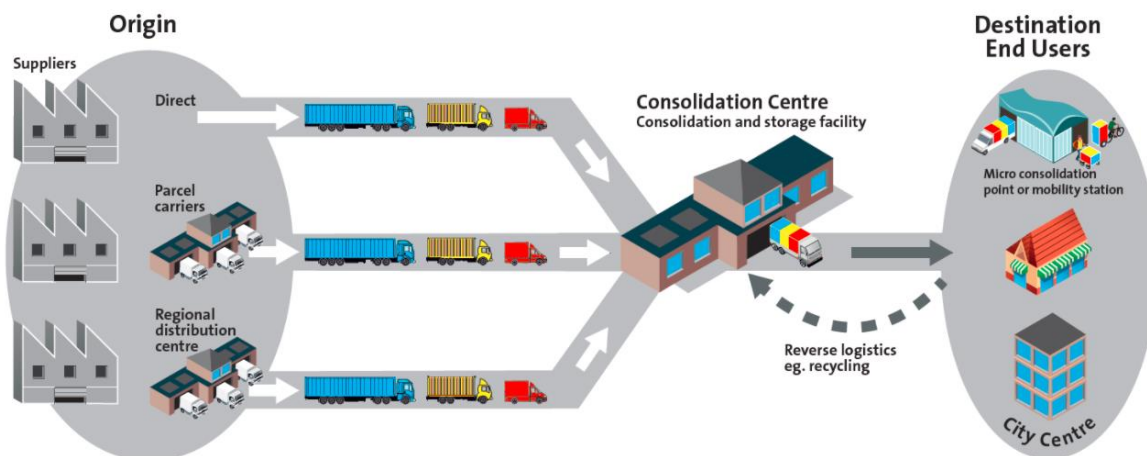 Origin
Suppliers
Direct
Parcel
carriers
Regional
distribution
centre
Consolidation Centre
Consolidation and storage facility
Reverse logistics
eg. recycling
Destination
End Users
Micro consolidation
point or mobility station
City Centre